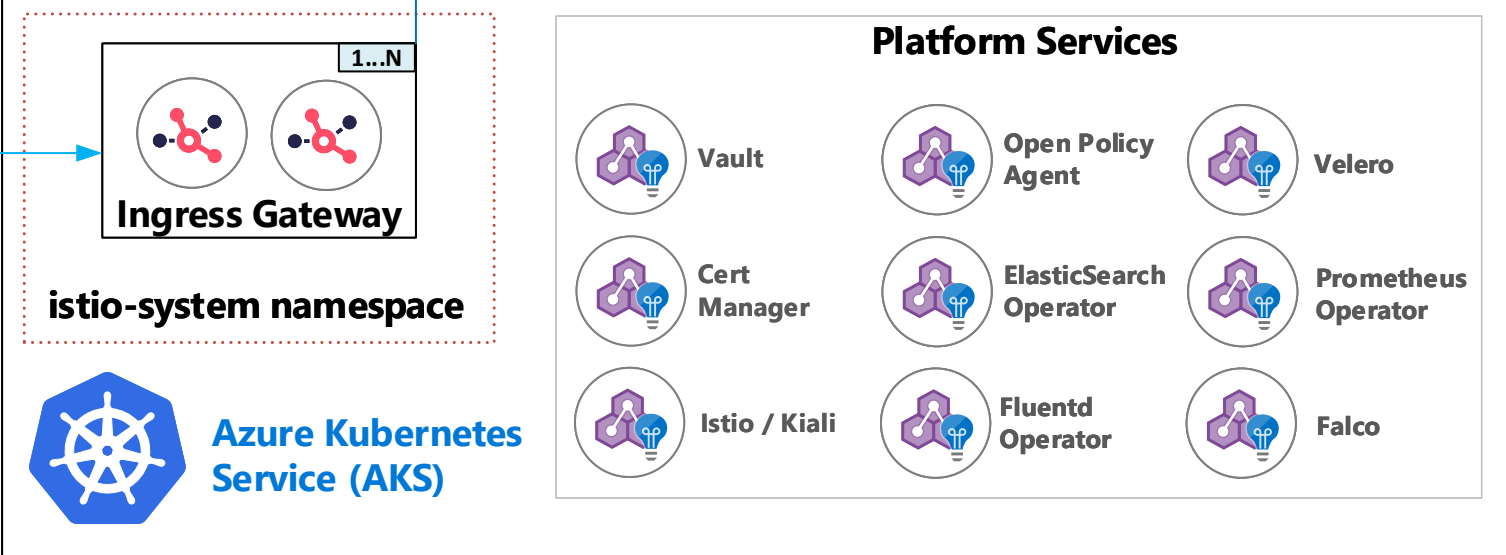 1...N
Ingress Gateway
istio-system namespace
Azure Kubernetes
Service (AKS)
Platform Services
Vault
Open Policy
Agent
Velero
Cert
Manager
ElasticSearch
Operator
Prometheus
Operator
Istio / Kiali
Fluentd
Operator
Falco